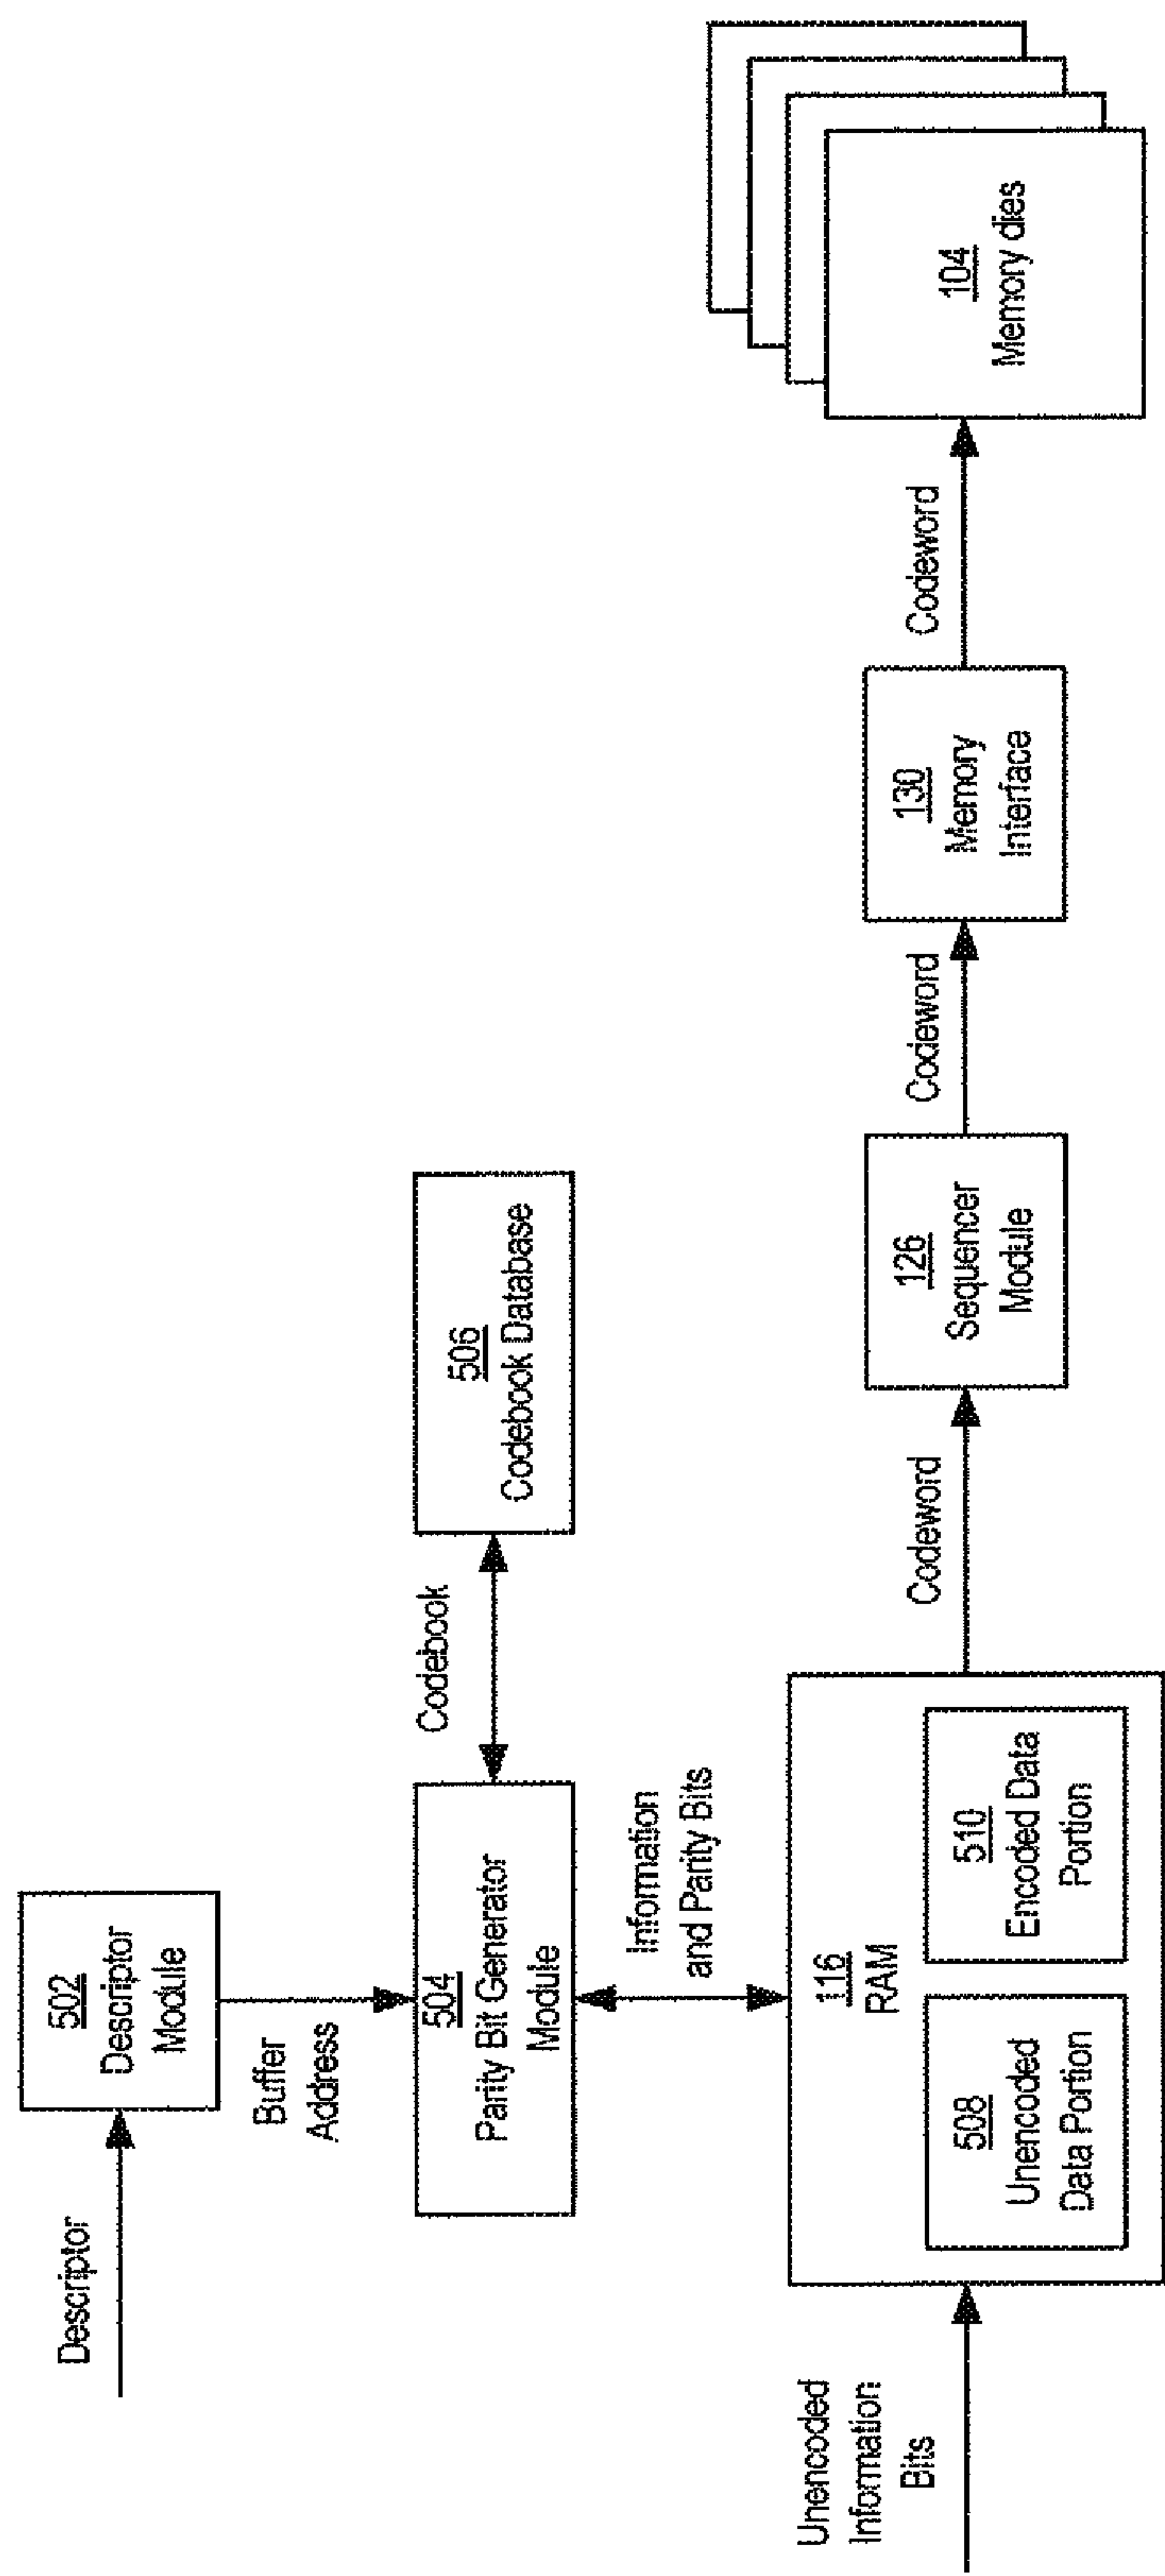 Descriptor
502
Descriptor
Module
Buffer
Address
504
Parity Bit Generator
Module
Codebook
506
Codebook Database
Information
and Parity Bits
Unencoded
Information
Bits
116
RAM
508
Unencoded
Data Portion
510
Encoded Data
Portion
Codeword
126
Sequencer
Module
Codeword
130
Memory
Interface
Codeword
104
Memory dies